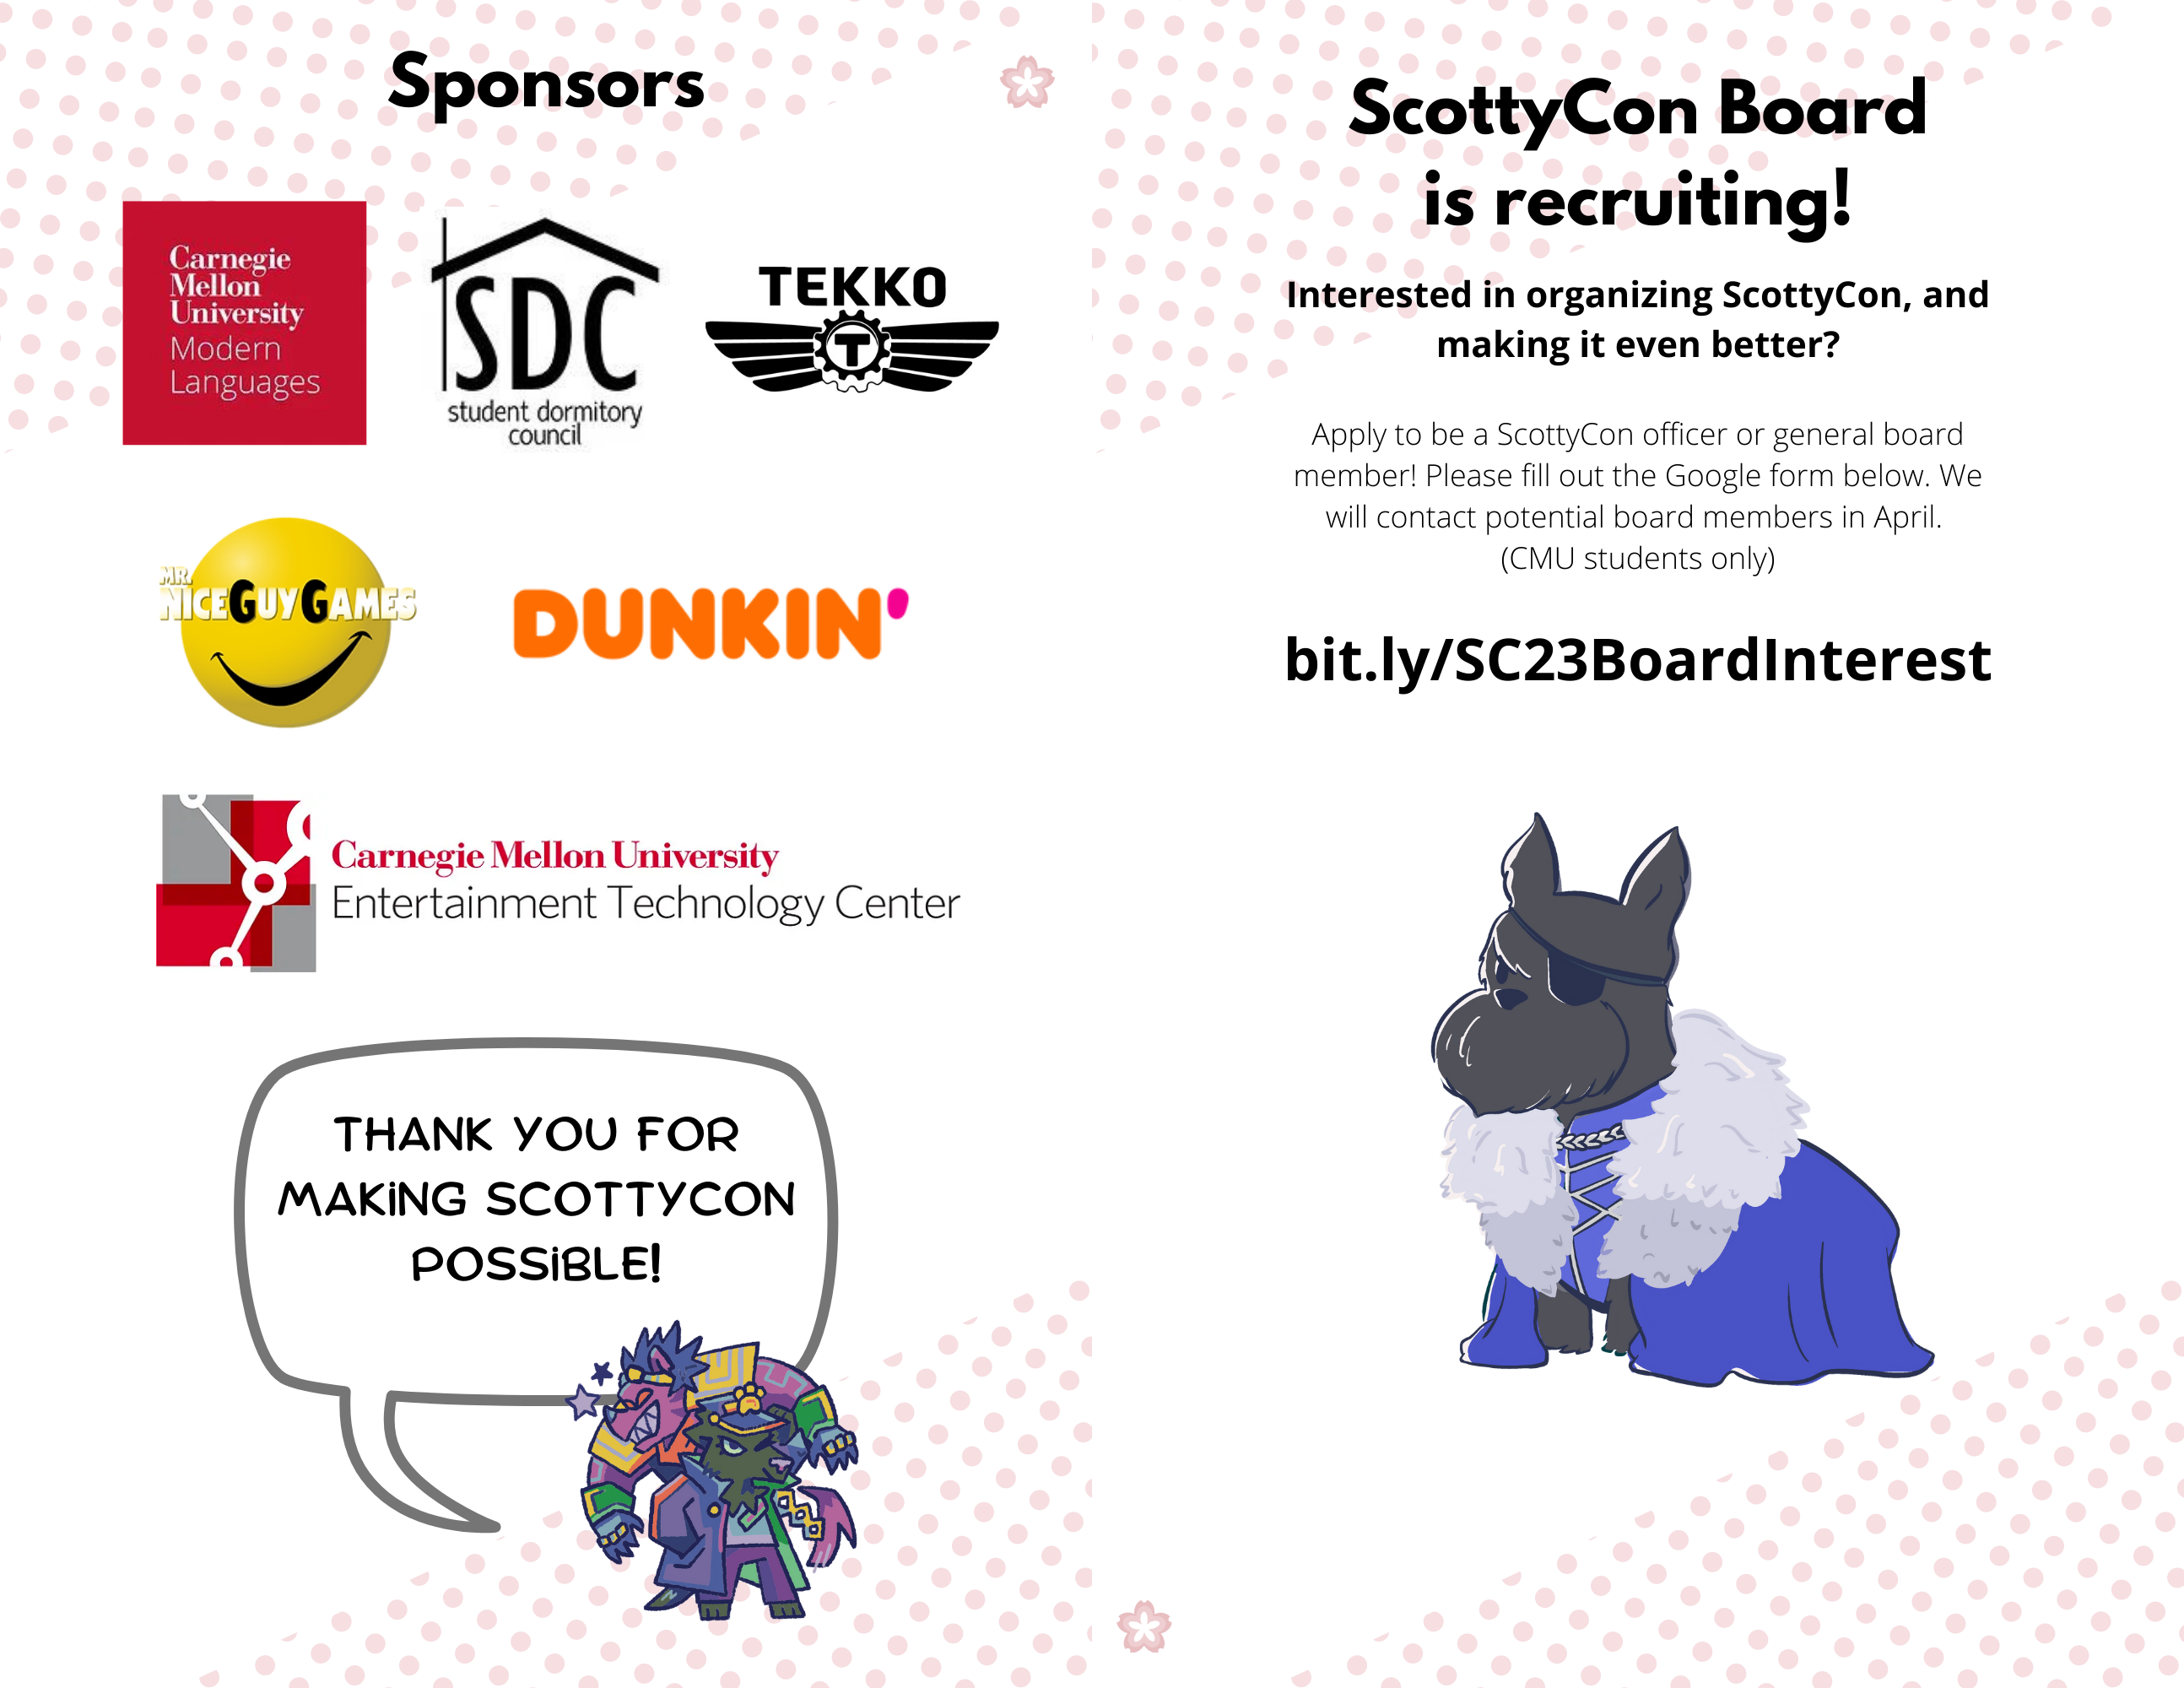 Sponsors
Carnegie
Mellon
University
Modern
Languages
SDC
student dormitory
council
TEKKO
T
MR.
NICEGUYGAMES
DUNKIN'
Carnegie Mellon University
Entertainment Technology Center
THANK YOU FOR
MAKING SCOTTYCON
POSSIBLE!
ScottyCon Board
is recruiting!
Interested in organizing ScottyCon, and
making it even better?
Apply to be a ScottyCon officer or general board
member! Please fill out the Google form below. We
will contact potential board members in April.
(CMU students only)
bit.ly/SC23BoardInterest